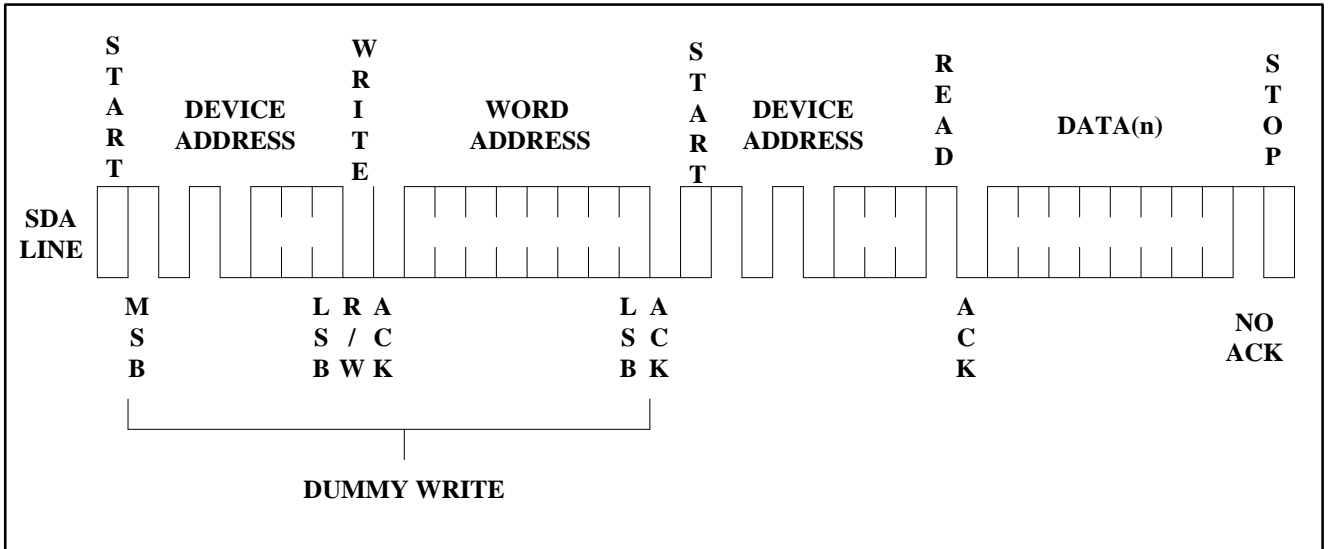 START
WRITE
START
READ
STOP
DEVICE
ADDRESS
WORD
ADDRESS
DEVICE
ADDRESS
DATA(n)
SDA
LINE
MSB
LSB
R/W
ACK
LSB
ACK
ACK
NO
ACK
DUMMY WRITE